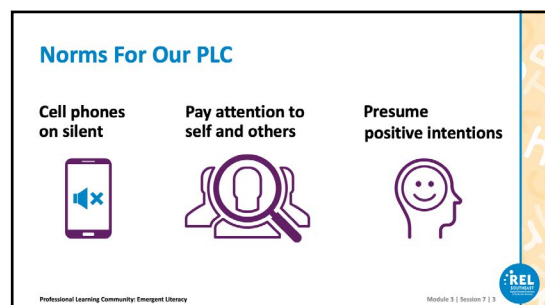 Norms For Our PLC
Cell phones
on silent
Pay attention to
self and others
Presume
positive intentions
Professional Learning Community: Emergent Literacy
Module 3 | Session 7 | 3
REL
SOUTHEAST